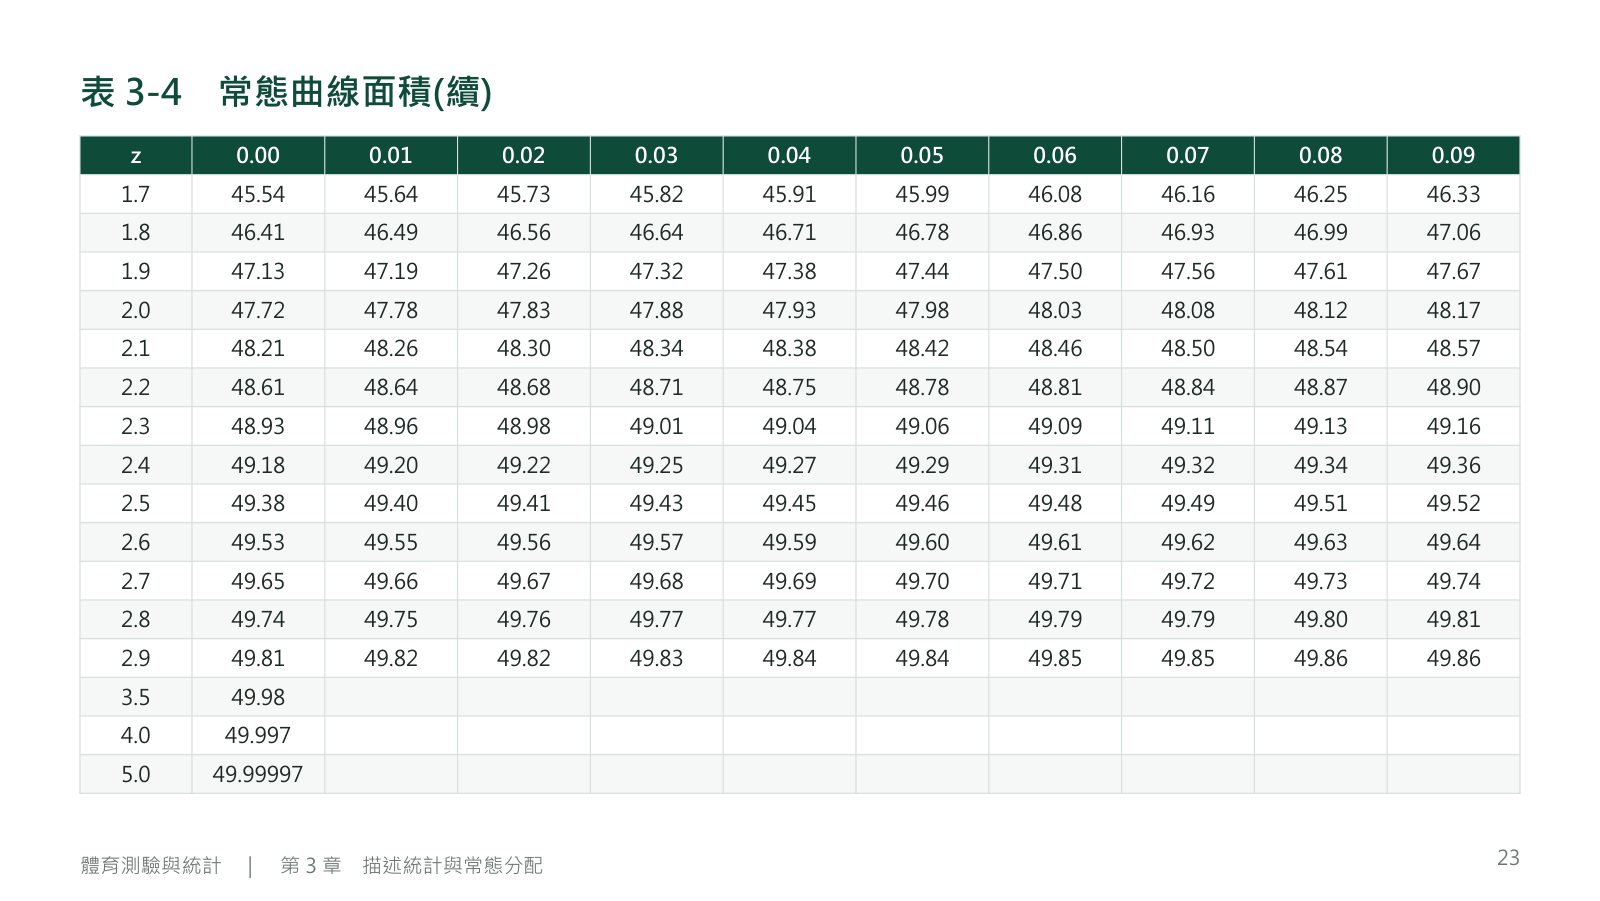 表 3-4　常態曲線面積(續)
z 0.00 0.01 0.02 0.03 0.04 0.05 0.06 0.07 0.08 0.09
1.7 45.54 45.64 45.73 45.82 45.91 45.99 46.08 46.16 46.25 46.33
1.8 46.41 46.49 46.56 46.64 46.71 46.78 46.86 46.93 46.99 47.06
1.9 47.13 47.19 47.26 47.32 47.38 47.44 47.50 47.56 47.61 47.67
2.0 47.72 47.78 47.83 47.88 47.93 47.98 48.03 48.08 48.12 48.17
2.1 48.21 48.26 48.30 48.34 48.38 48.42 48.46 48.50 48.54 48.57
2.2 48.61 48.64 48.68 48.71 48.75 48.78 48.81 48.84 48.87 48.90
2.3 48.93 48.96 48.98 49.01 49.04 49.06 49.09 49.11 49.13 49.16
2.4 49.18 49.20 49.22 49.25 49.27 49.29 49.31 49.32 49.34 49.36
2.5 49.38 49.40 49.41 49.43 49.45 49.46 49.48 49.49 49.51 49.52
2.6 49.53 49.55 49.56 49.57 49.59 49.60 49.61 49.62 49.63 49.64
2.7 49.65 49.66 49.67 49.68 49.69 49.70 49.71 49.72 49.73 49.74
2.8 49.74 49.75 49.76 49.77 49.77 49.78 49.79 49.79 49.80 49.81
2.9 49.81 49.82 49.82 49.83 49.84 49.84 49.85 49.85 49.86 49.86
3.5 49.98
4.0 49.997
5.0 49.99997
體育測驗與統計　|　第 3 章　描述統計與常態分配
23